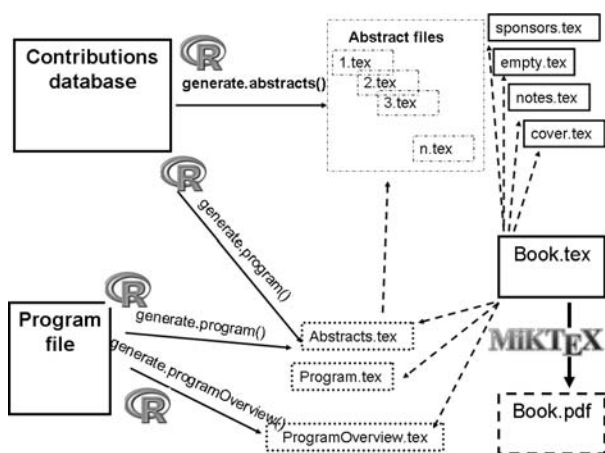 Contributions
database
R
generate.abstracts()
Abstract files
1.tex
2.tex
3.tex
n.tex
sponsors.tex
empty.tex
notes.tex
cover.tex
R
generate.program()
Book.tex
R
Program
file
generate.program()
Abstracts.tex
MiKTEX
generate.programOverview()
Program.tex
R
ProgramOverview.tex
Book.pdf